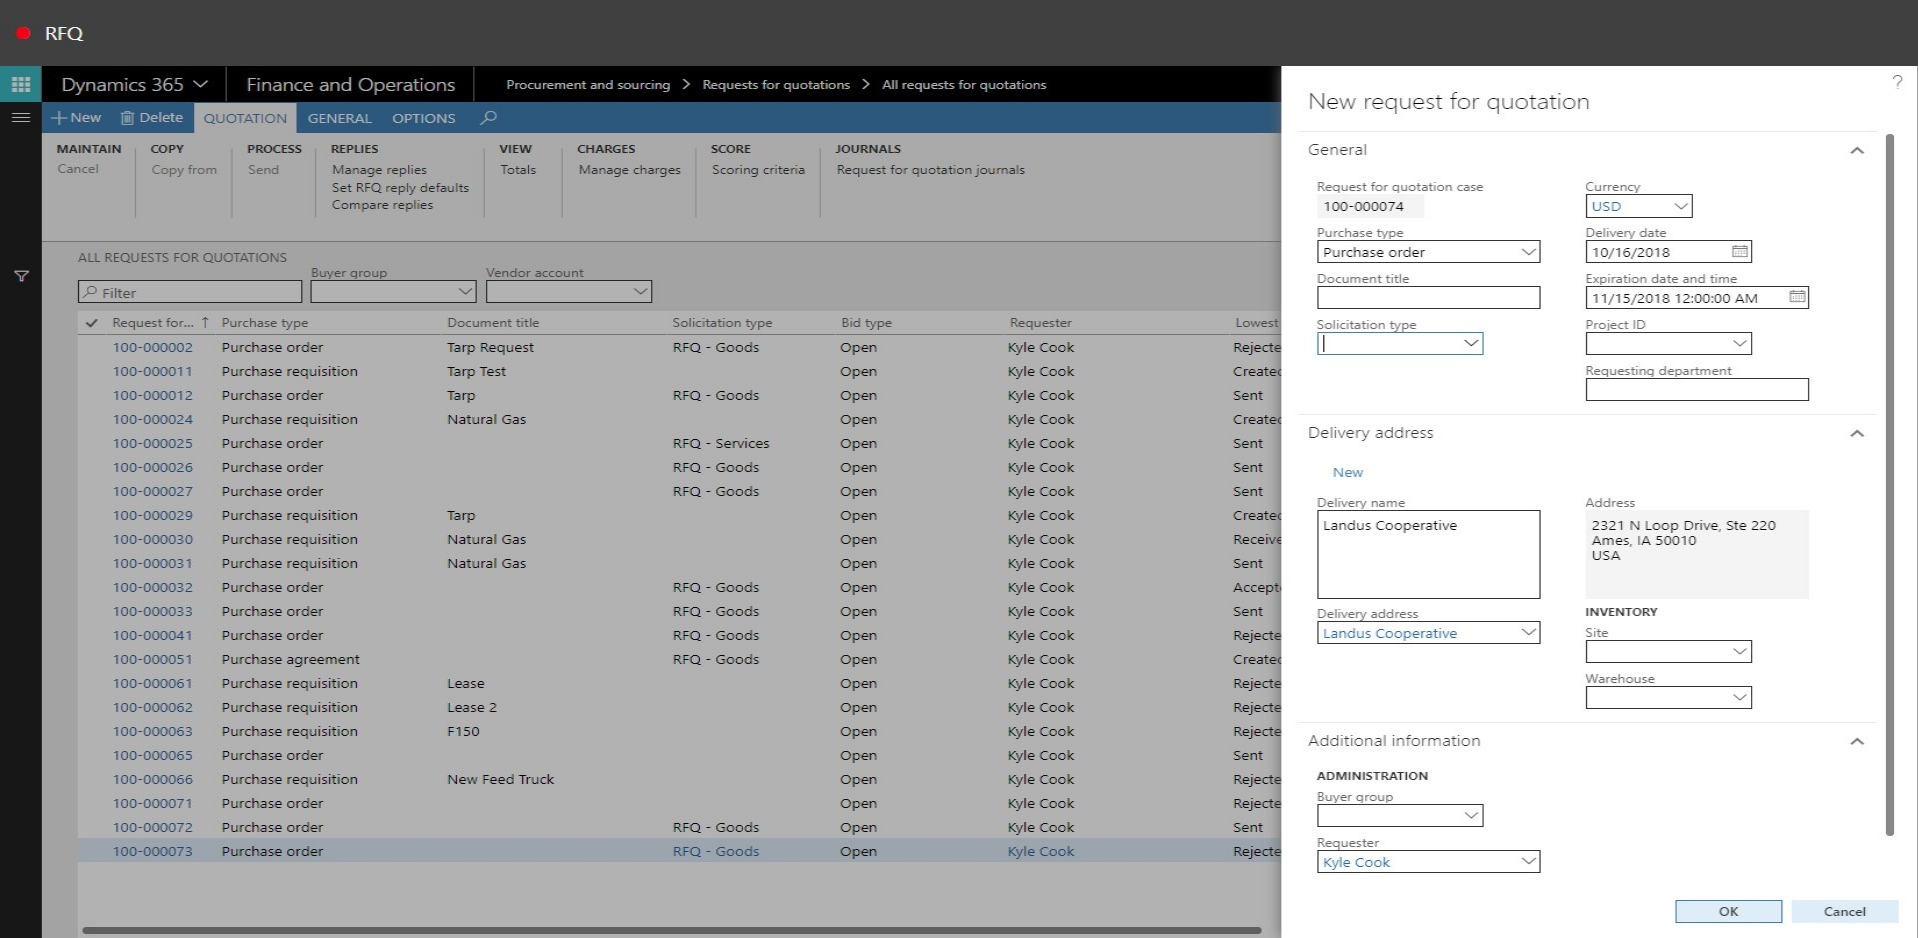 RFQ
Dynamics 365
Finance and Operations
Procurement and sourcing > Requests for quotations > All requests for quotations
New
Delete
QUOTATION
GENERAL
OPTIONS
MAINTAIN
Cancel
COPY
Copy from
PROCESS
Send
REPLIES
Manage replies
Set RFQ reply defaults
Compare replies
VIEW
Totals
CHARGES
Manage charges
SCORE
Scoring criteria
JOURNALS
Request for quotation journals
ALL REQUESTS FOR QUOTATIONS
Filter
Buyer group
Vendor account
Request for... ↑ Purchase type Document title Solicitation type Bid type Requester Lowest
100-000002 Purchase order Tarp Request RFQ - Goods Open Kyle Cook Rejecte
100-000011 Purchase requisition Tarp Test Open Kyle Cook Created
100-000012 Purchase order Tarp RFQ - Goods Open Kyle Cook Sent
100-000024 Purchase requisition Natural Gas Open Kyle Cook Created
100-000025 Purchase order RFQ - Services Open Kyle Cook Sent
100-000026 Purchase order RFQ - Goods Open Kyle Cook Sent
100-000027 Purchase order RFQ - Goods Open Kyle Cook Sent
100-000029 Purchase requisition Tarp Open Kyle Cook Created
100-000030 Purchase requisition Natural Gas Open Kyle Cook Receive
100-000031 Purchase requisition Natural Gas Open Kyle Cook Sent
100-000032 Purchase order RFQ - Goods Open Kyle Cook Accept
100-000033 Purchase order RFQ - Goods Open Kyle Cook Sent
100-000041 Purchase order RFQ - Goods Open Kyle Cook Rejecte
100-000051 Purchase agreement RFQ - Goods Open Kyle Cook Created
100-000061 Purchase requisition Lease Open Kyle Cook Rejecte
100-000062 Purchase requisition Lease 2 Open Kyle Cook Rejecte
100-000063 Purchase requisition F150 Open Kyle Cook Rejecte
100-000065 Purchase order Open Kyle Cook Sent
100-000066 Purchase requisition New Feed Truck Open Kyle Cook Rejecte
100-000071 Purchase order Open Kyle Cook Rejecte
100-000072 Purchase order RFQ - Goods Open Kyle Cook Sent
100-000073 Purchase order RFQ - Goods Open Kyle Cook Rejecte
?
New request for quotation
General
Request for quotation case
100-000074
Purchase type
Purchase order
Document title
Solicitation type
Currency
USD
Delivery date
10/16/2018
Expiration date and time
11/15/2018 12:00:00 AM
Project ID
Requesting department
Delivery address
New
Delivery name
Landus Cooperative
Delivery address
Landus Cooperative
Address
2321 N Loop Drive, Ste 220
Ames, IA 50010
USA
INVENTORY
Site
Warehouse
Additional information
ADMINISTRATION
Buyer group
Requester
Kyle Cook
OK
Cancel